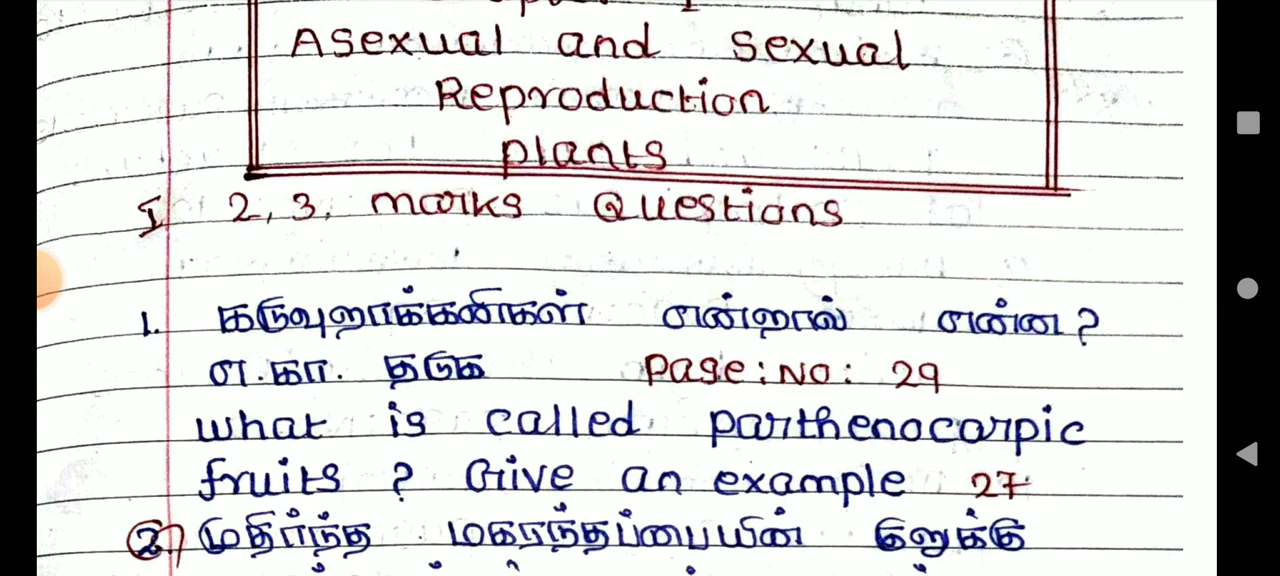 Asexual and sexual
Reproduction
plants
I 2, 3, marks Questions
1. கருவுறாக்கனிகள் என்றால் என்ன?
எ.கா. தருக Page: No: 29
what is called parthenocarpic
fruits? Give an example 27
2) முதிர்ந்த மகரந்தப்பையின் குறுக்கு